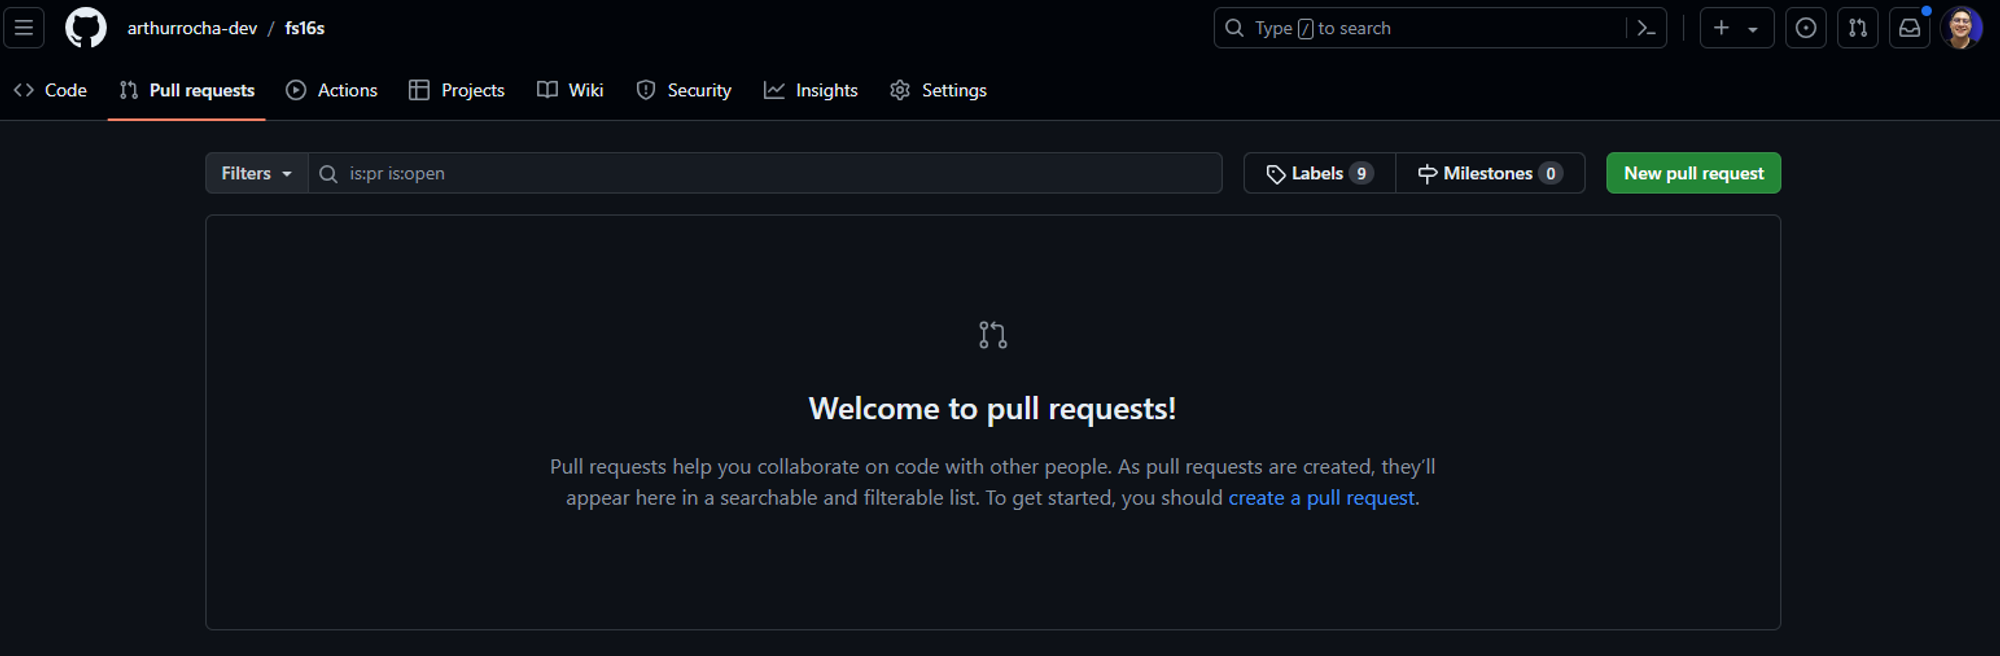 arthurrocha-dev / fs16s
Type / to search
Code Pull requests Actions Projects Wiki Security Insights Settings
Filters is:pr is:open Labels 9 Milestones 0 New pull request
Welcome to pull requests!
Pull requests help you collaborate on code with other people. As pull requests are created, they’ll
appear here in a searchable and filterable list. To get started, you should create a pull request.